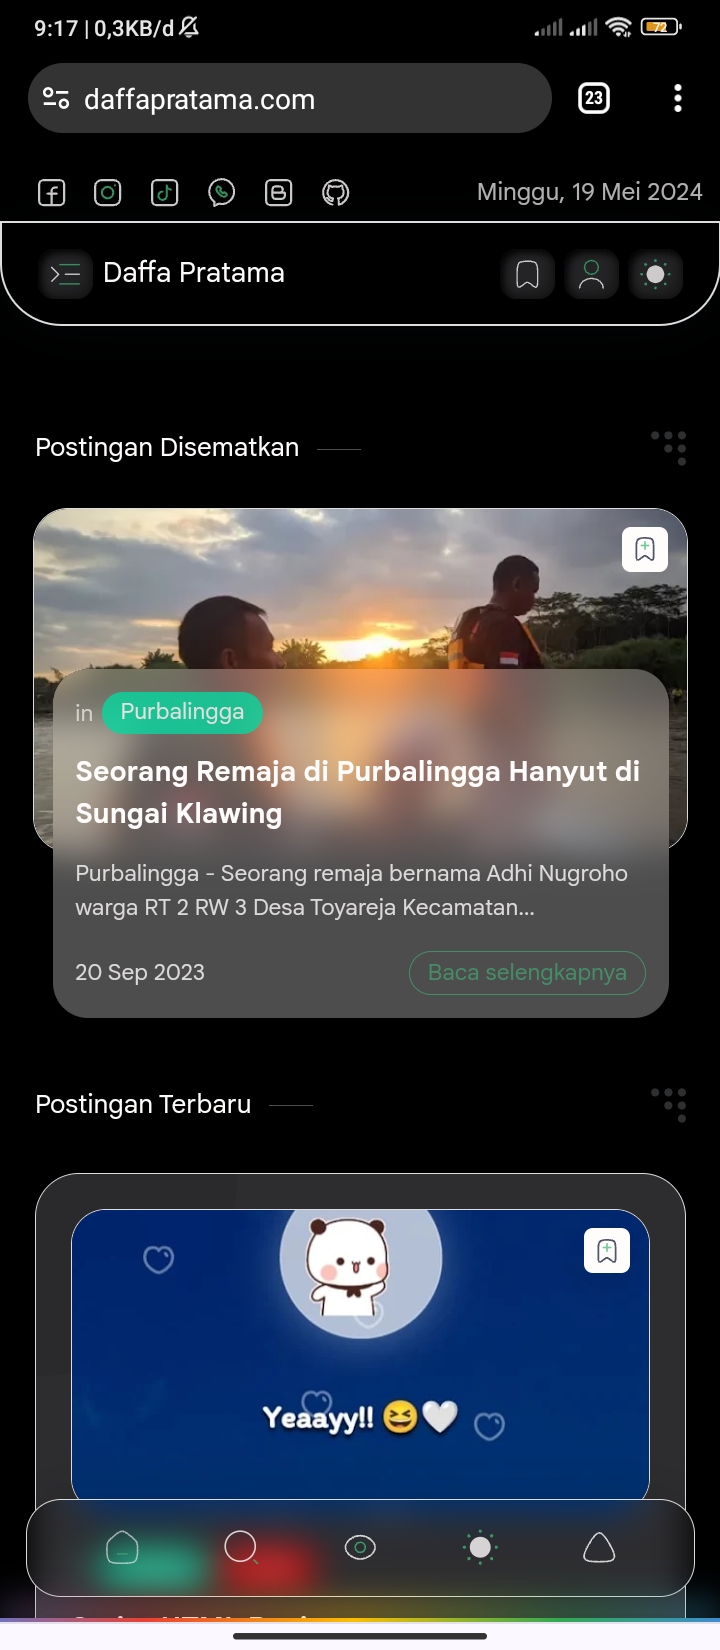 9:17 | 0,3KB/d
72
daffapratama.com
23
Minggu, 19 Mei 2024
Daffa Pratama
Postingan Disematkan
in Purbalingga
Seorang Remaja di Purbalingga Hanyut di
Sungai Klawing
Purbalingga - Seorang remaja bernama Adhi Nugroho
warga RT 2 RW 3 Desa Toyareja Kecamatan...
20 Sep 2023
Baca selengkapnya
Postingan Terbaru
Yeaayy!! 😆🤍